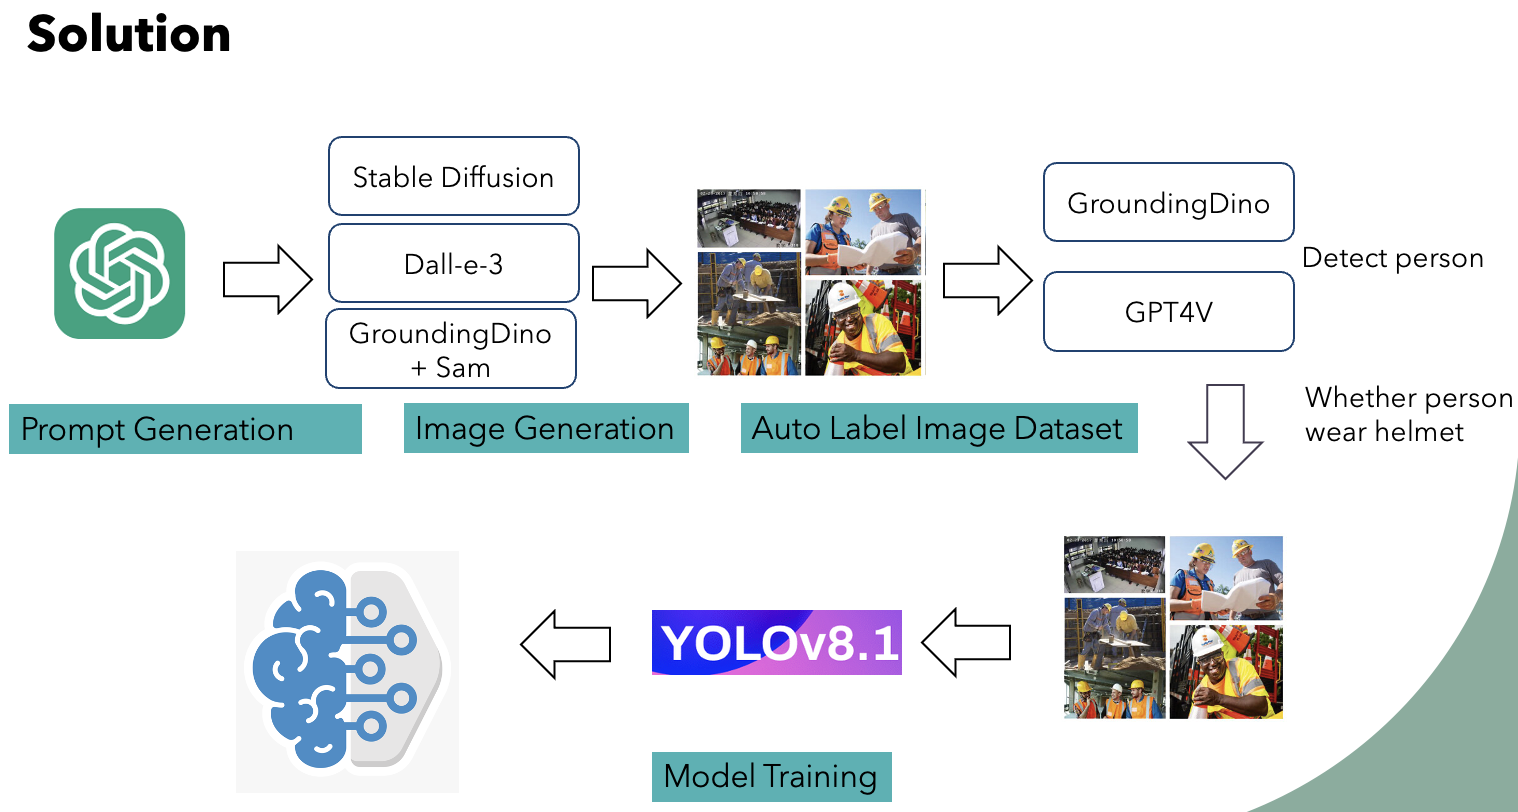 Solution
Stable Diffusion
Dall-e-3
GroundingDino
+ Sam
GroundingDino
GPT4V
Detect person
Whether person
wear helmet
Prompt Generation
Image Generation
Auto Label Image Dataset
YOLOv8.1
Model Training